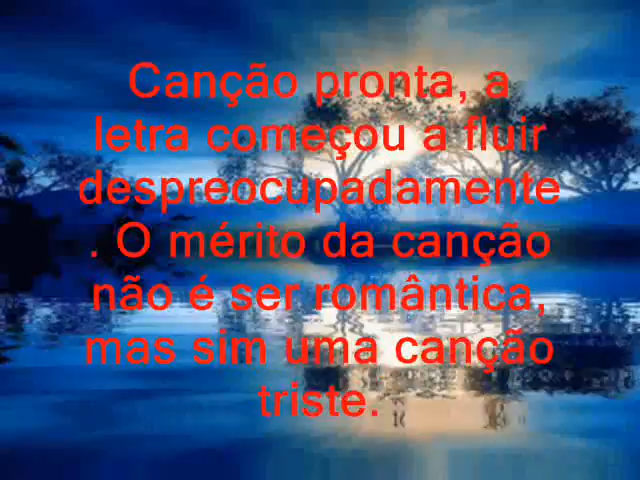 Canção pronta, a
letra começou a fluir
despreocupadamente
. O mérito da canção
não é ser romântica,
mas sim uma canção
triste.